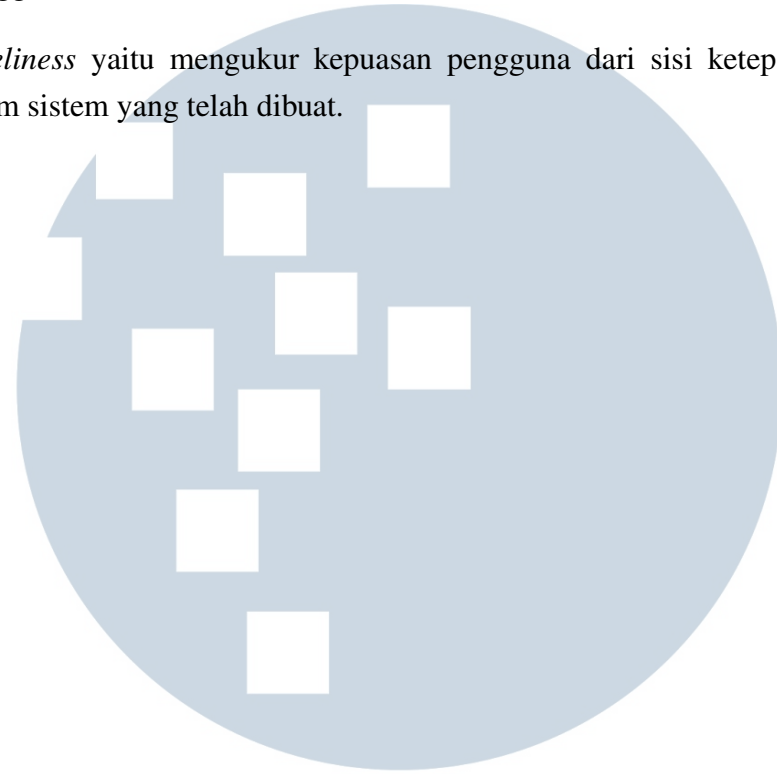 eliness yaitu mengukur kepuasan pengguna dari sisi ketep
m sistem yang telah dibuat.